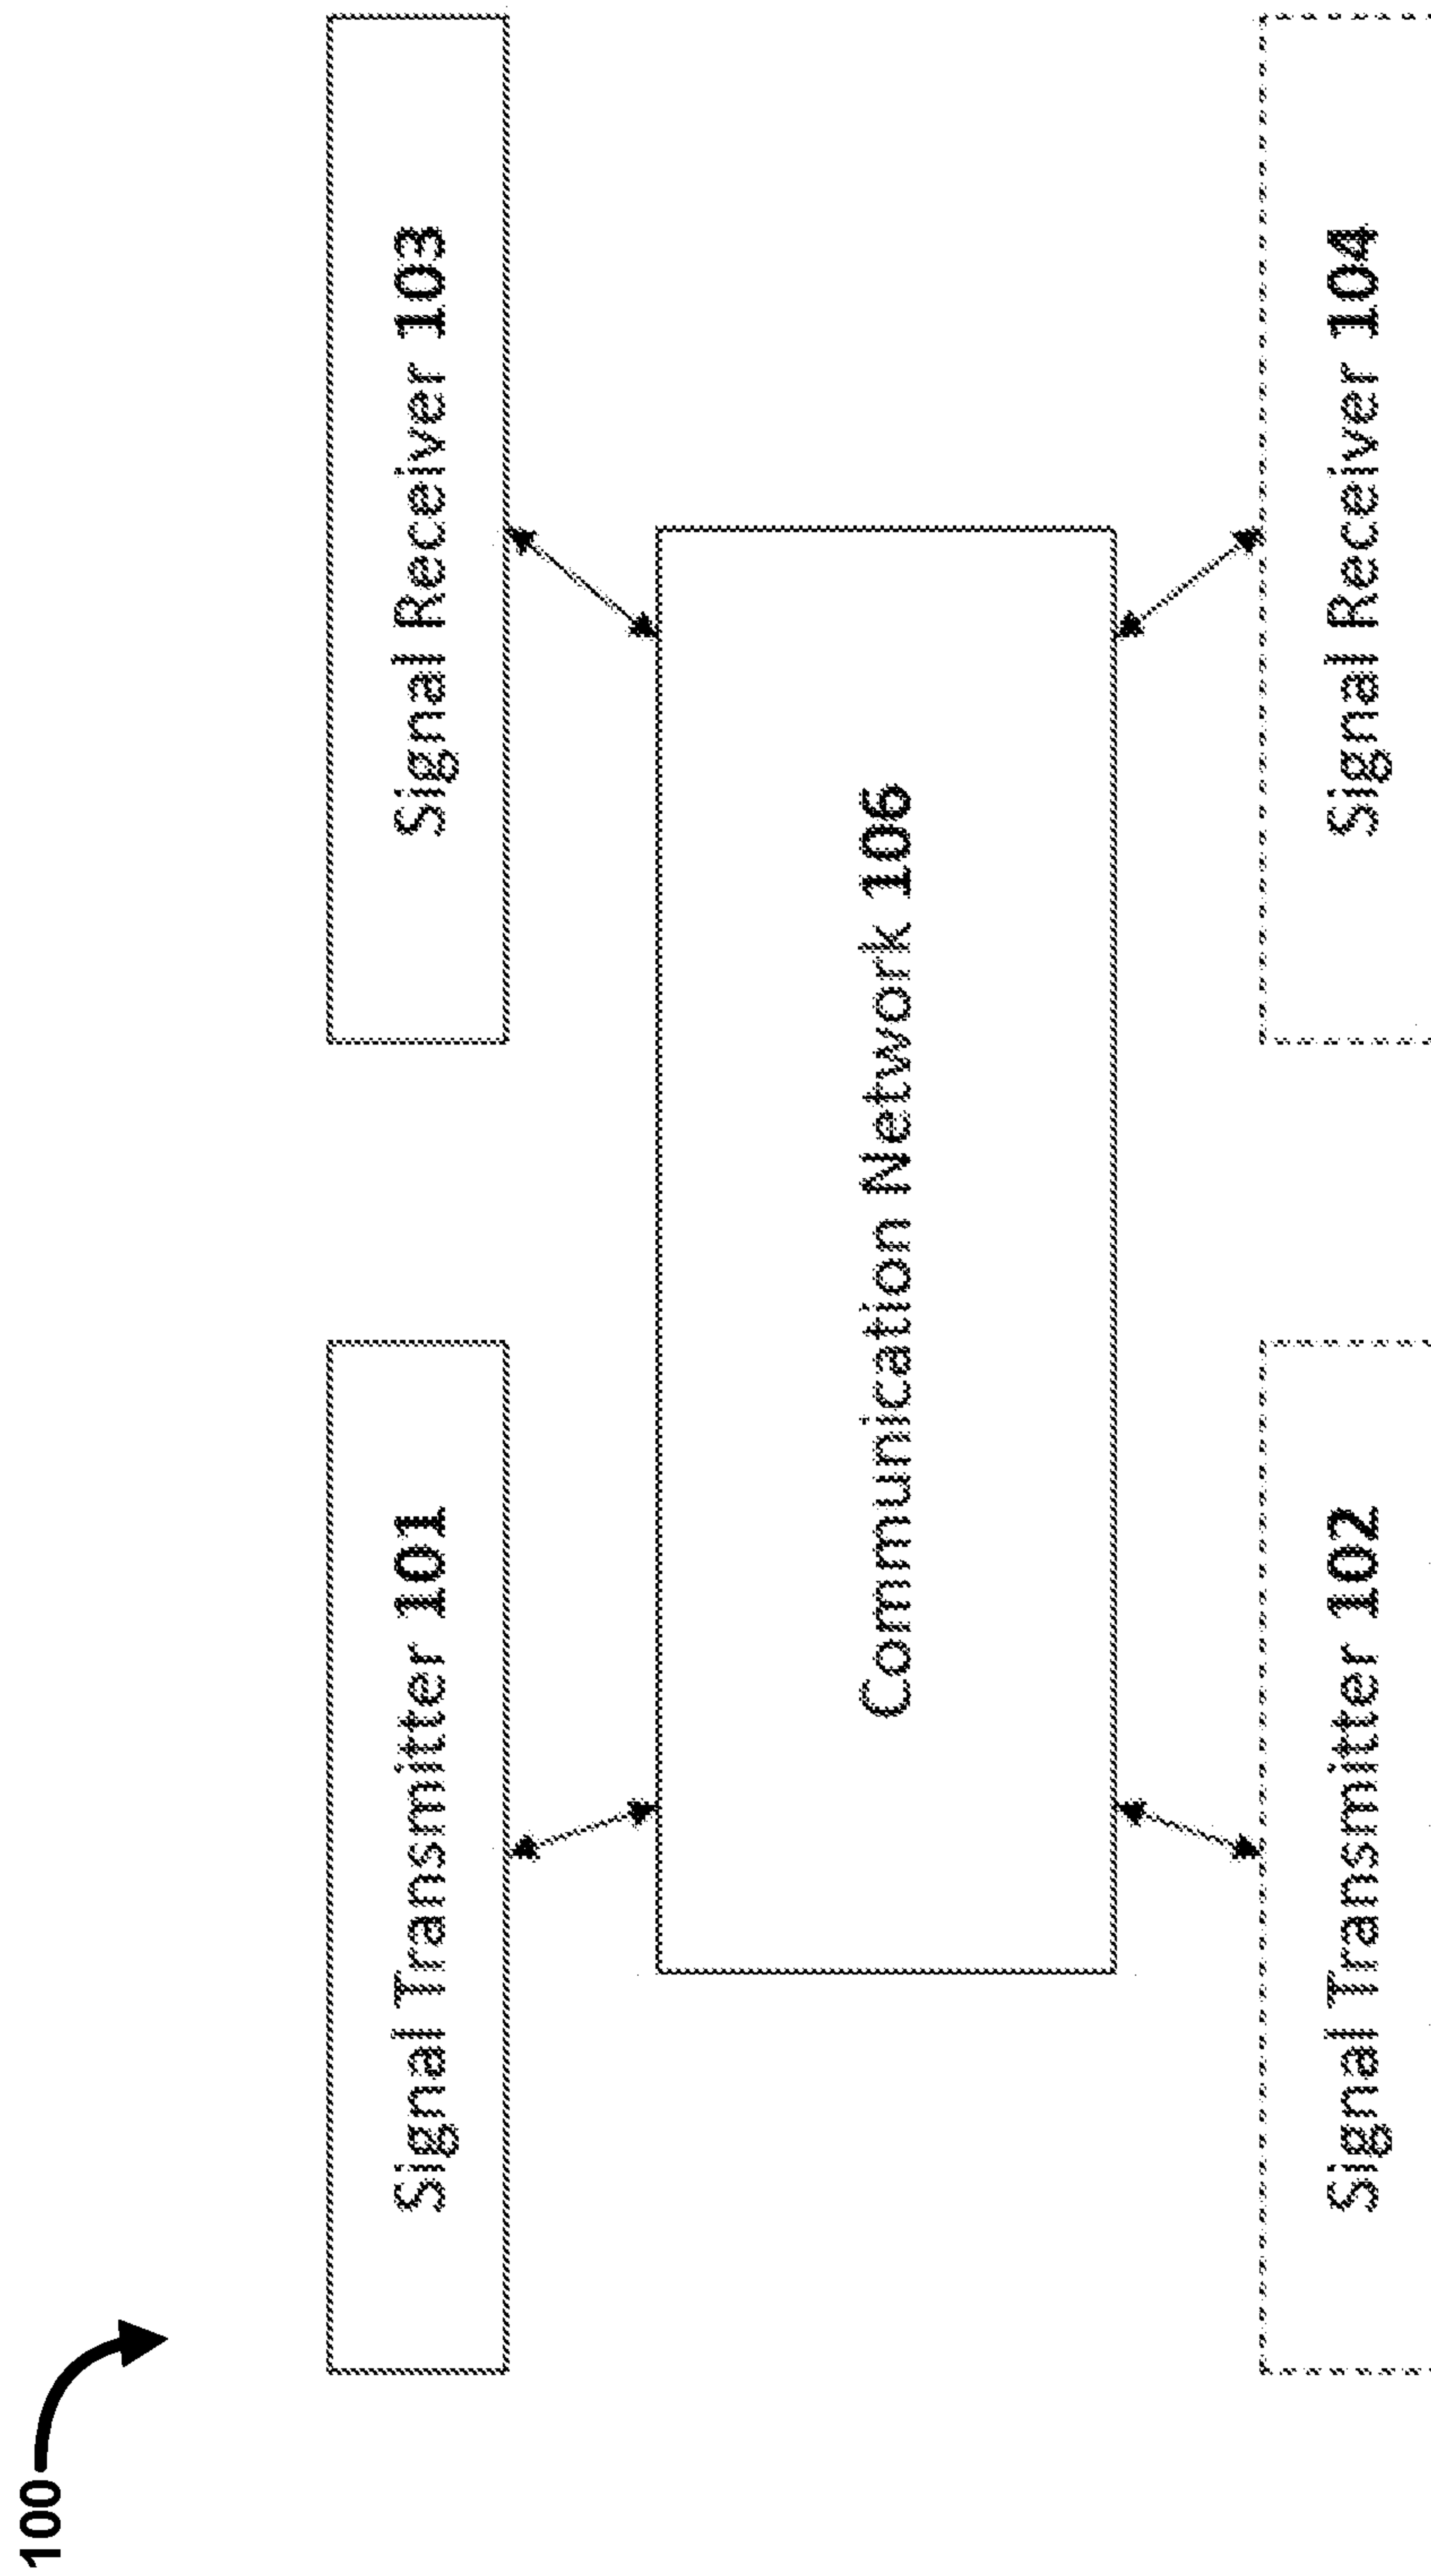 100
Signal Transmitter 101
Signal Receiver 103
Communication Network 106
Signal Transmitter 102
Signal Receiver 104